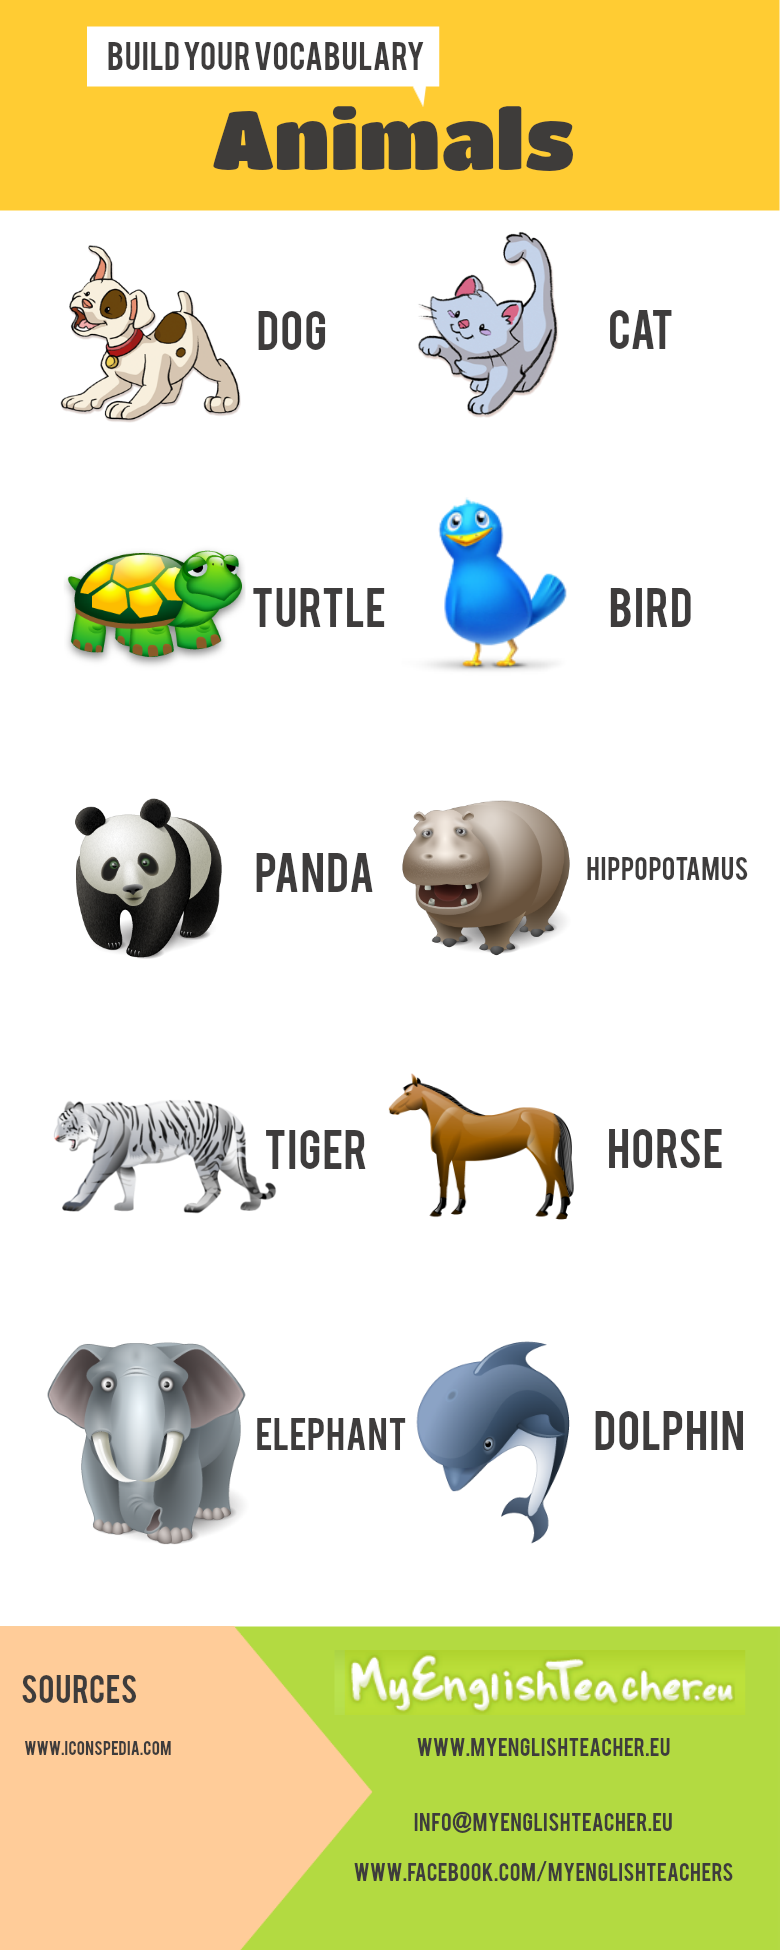 BUILD YOUR VOCABULARY
Animals
DOG
CAT
TURTLE
BIRD
PANDA
HIPPOPOTAMUS
TIGER
HORSE
ELEPHANT
DOLPHIN
SOURCES
WWW.ICONSPEDIA.COM
MyEnglishTeacher.eu
WWW.MYENGLISHTEACHER.EU
INFO@MYENGLISHTEACHER.EU
WWW.FACEBOOK.COM/MYENGLISHTEACHERS